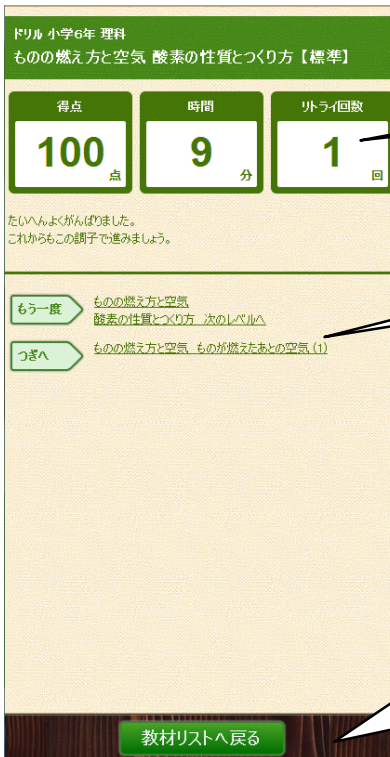 ドリル 小学6年 理科
ものの燃え方と空気 酸素の性質とつくり方【標準】
得点
時間
リトライ回数
100点
9分
1回
たいへんよくがんばりました。
これからもこの調子で進みましょう。
もう一度
ものの燃え方と空気
酸素の性質とつくり方 次のレベルへ
つぎへ
ものの燃え方と空気 ものが燃えたあとの空気(1)
教材リストへ戻る